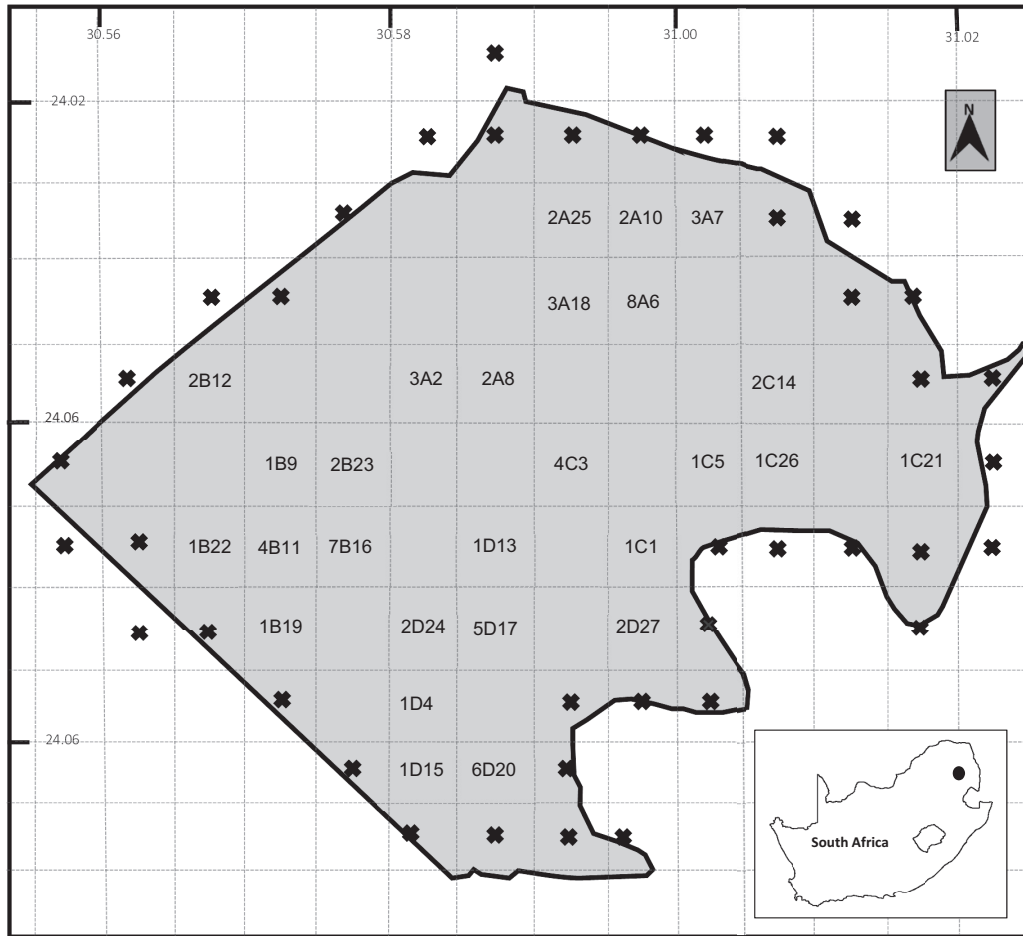 30.56 30.58 31.00 31.02
24.02
N
2A25 2A10 3A7
3A18 8A6
2B12 3A2 2A8 2C14
24.06
1B9 2B23 4C3 1C5 1C26 1C21
1B22 4B11 7B16 1D13 1C1
1B19 2D24 5D17 2D27
1D4
24.06
1D15 6D20
South Africa